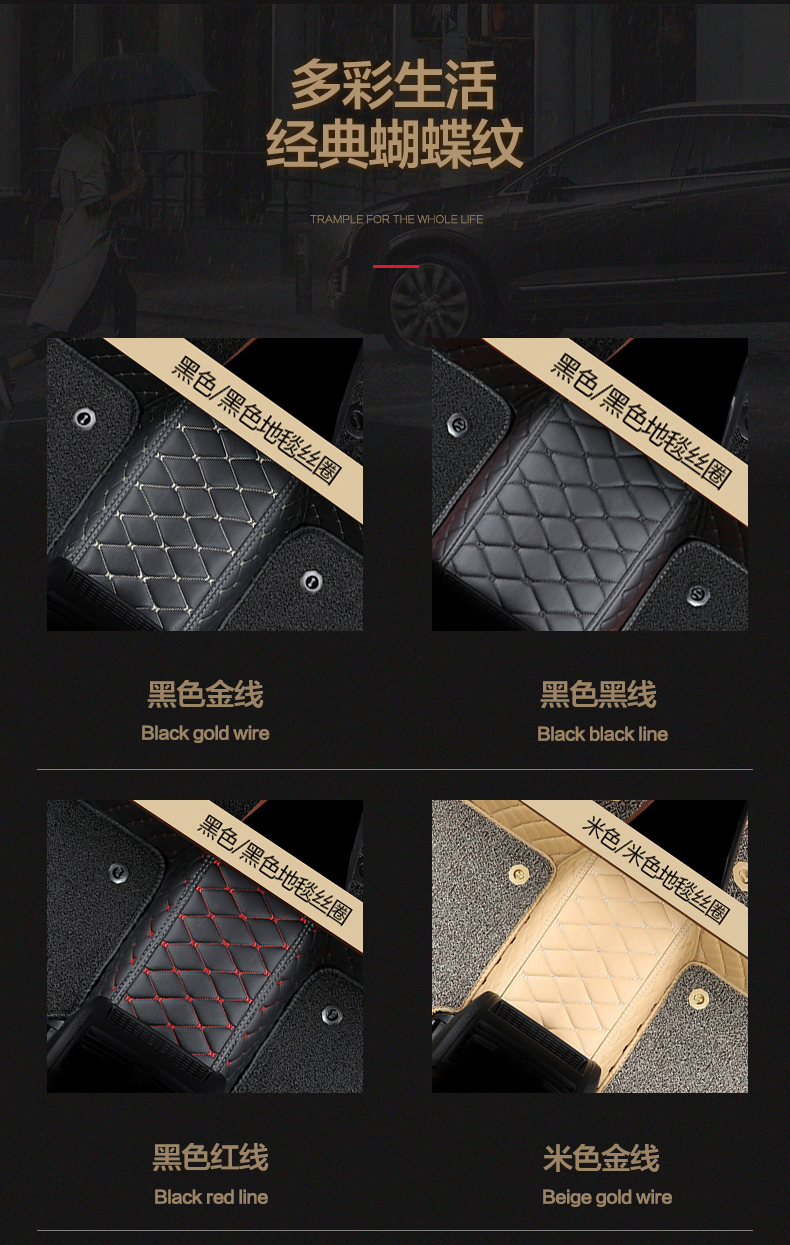 多彩生活
经典蝴蝶纹
TRAMPLE FOR THE WHOLE LIFE
黑色/黑色地毯丝圈
黑色/黑色地毯丝圈
黑色金线
黑色黑线
Black gold wire
Black black line
黑色/黑色地毯丝圈
米色/米色地毯丝圈
黑色红线
米色金线
Black red line
Beige gold wire